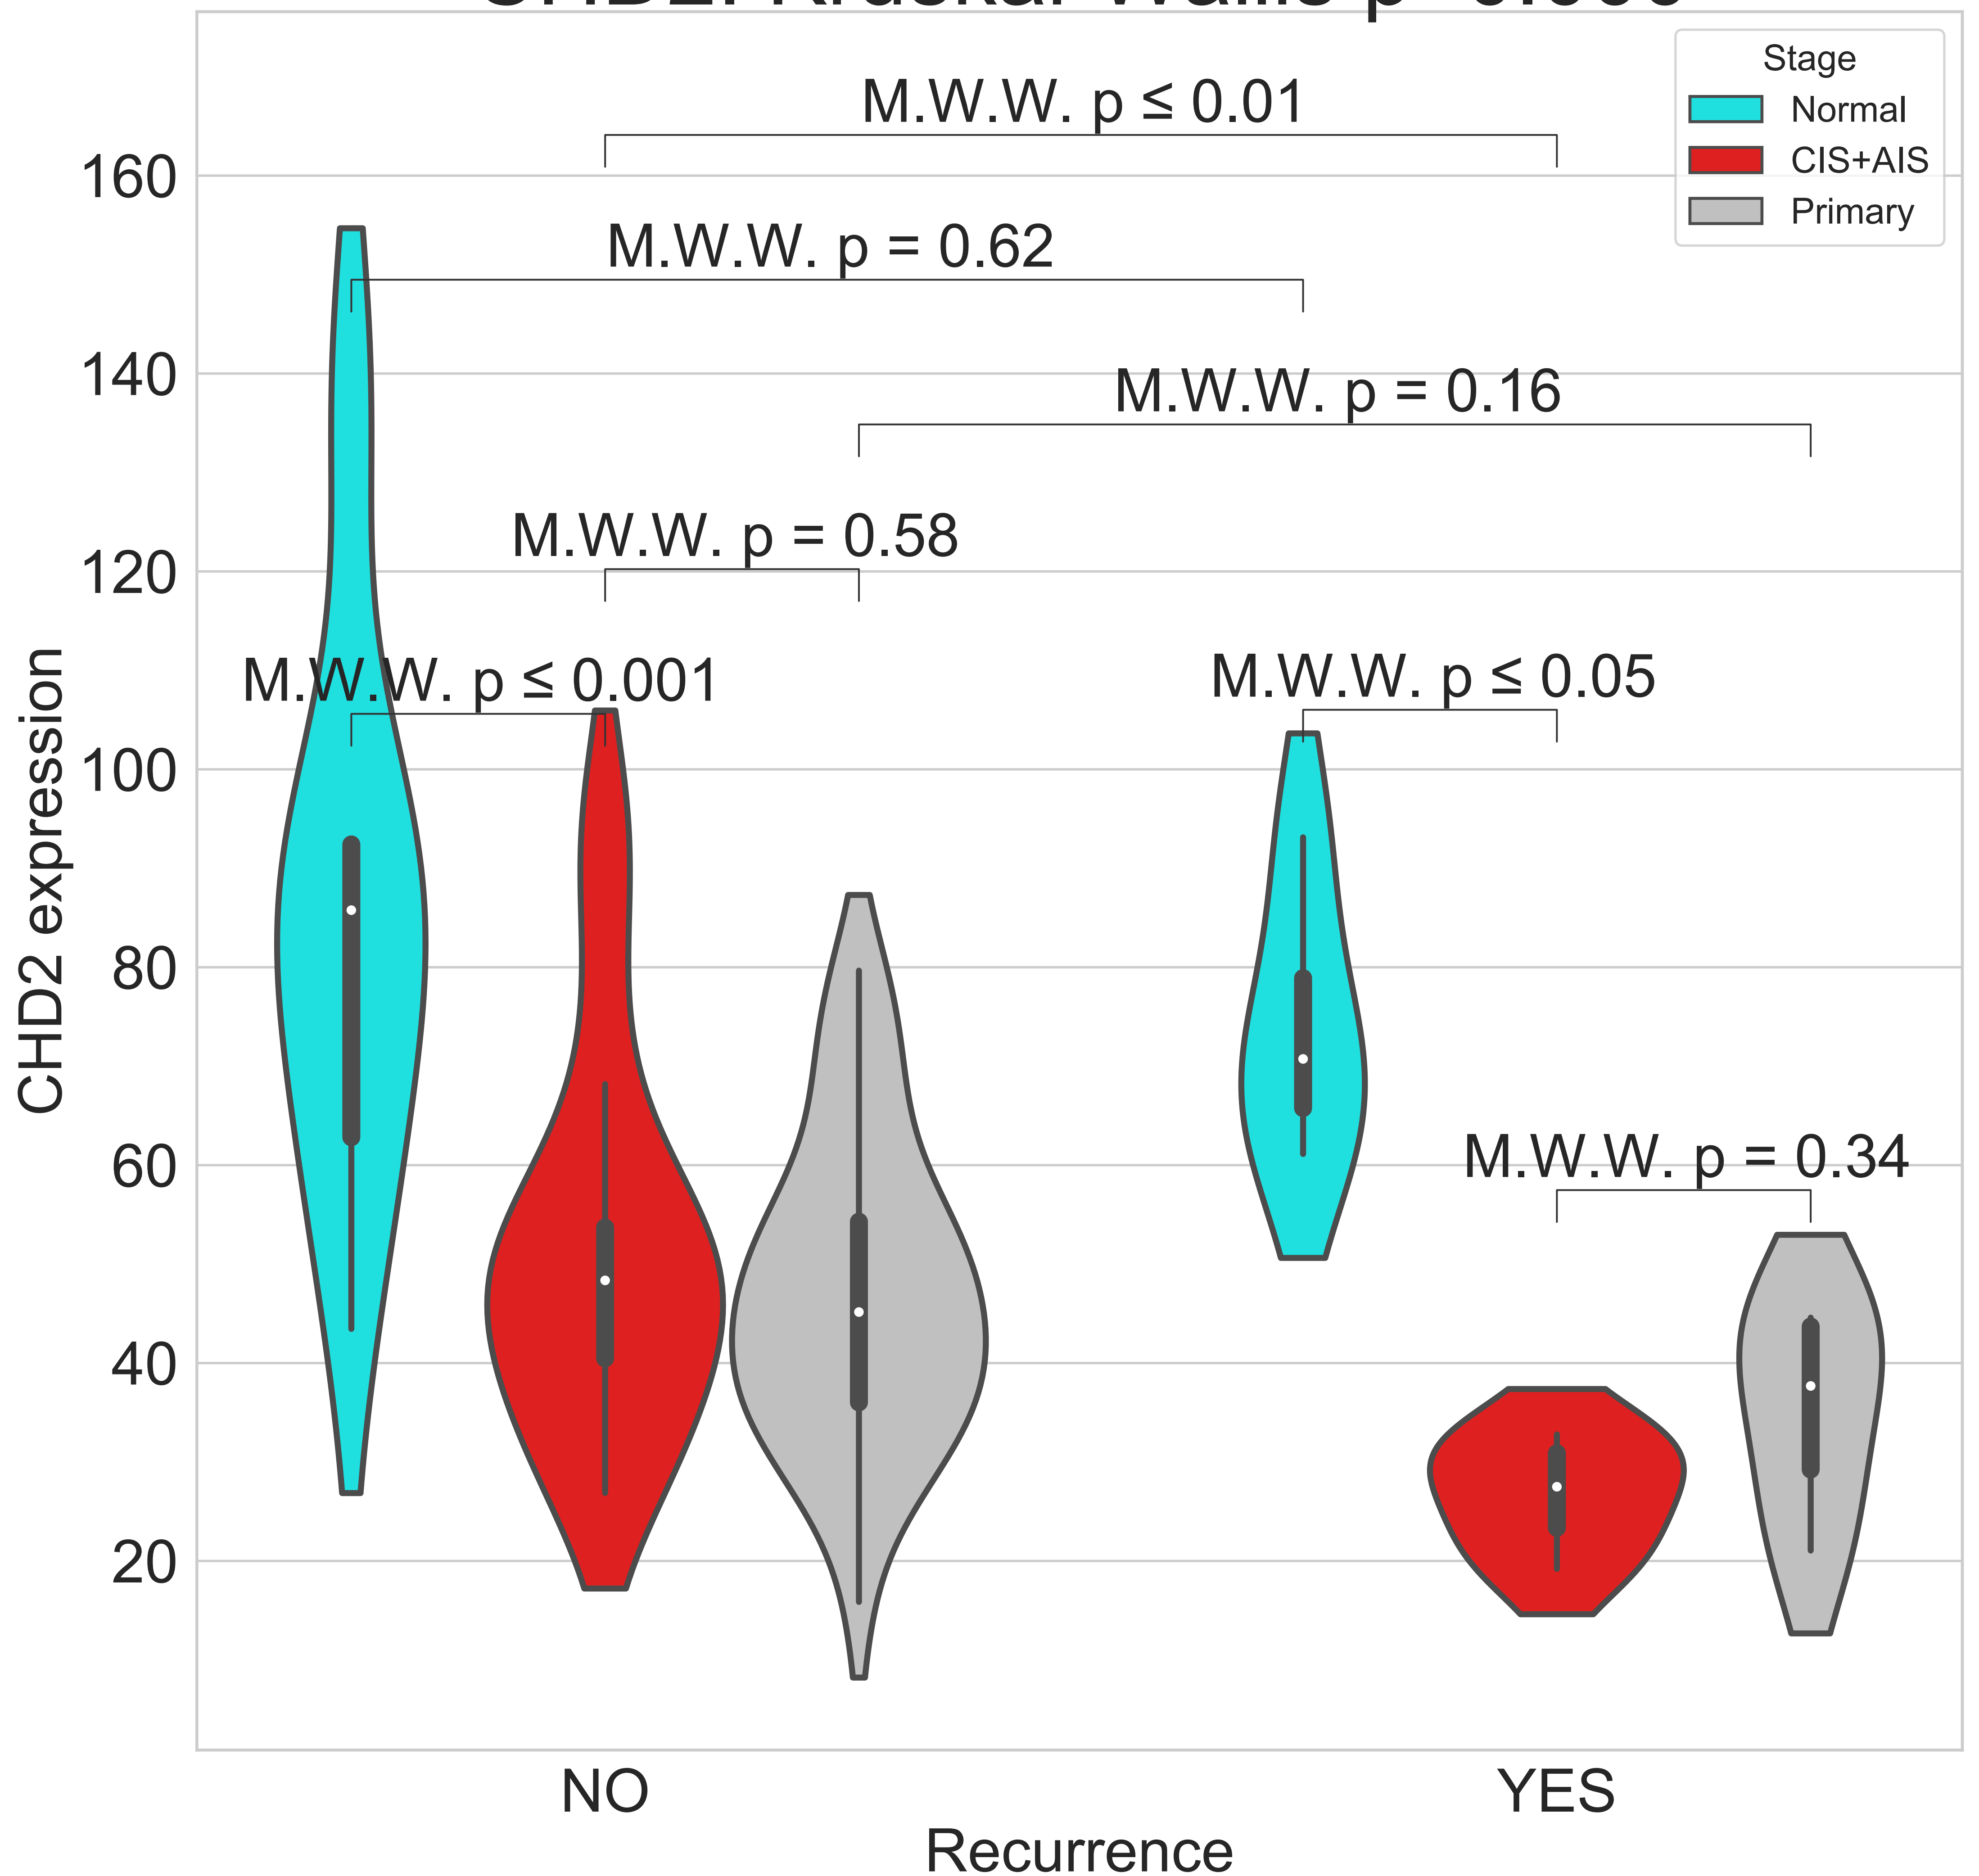 Stage
Normal
CIS+AIS
Primary
M.W.W. p ≤ 0.01
M.W.W. p = 0.62
M.W.W. p = 0.16
M.W.W. p = 0.58
M.W.W. p ≤ 0.001
M.W.W. p ≤ 0.05
M.W.W. p = 0.34
160
140
120
100
80
60
40
20
CHD2 expression
NO
YES
Recurrence